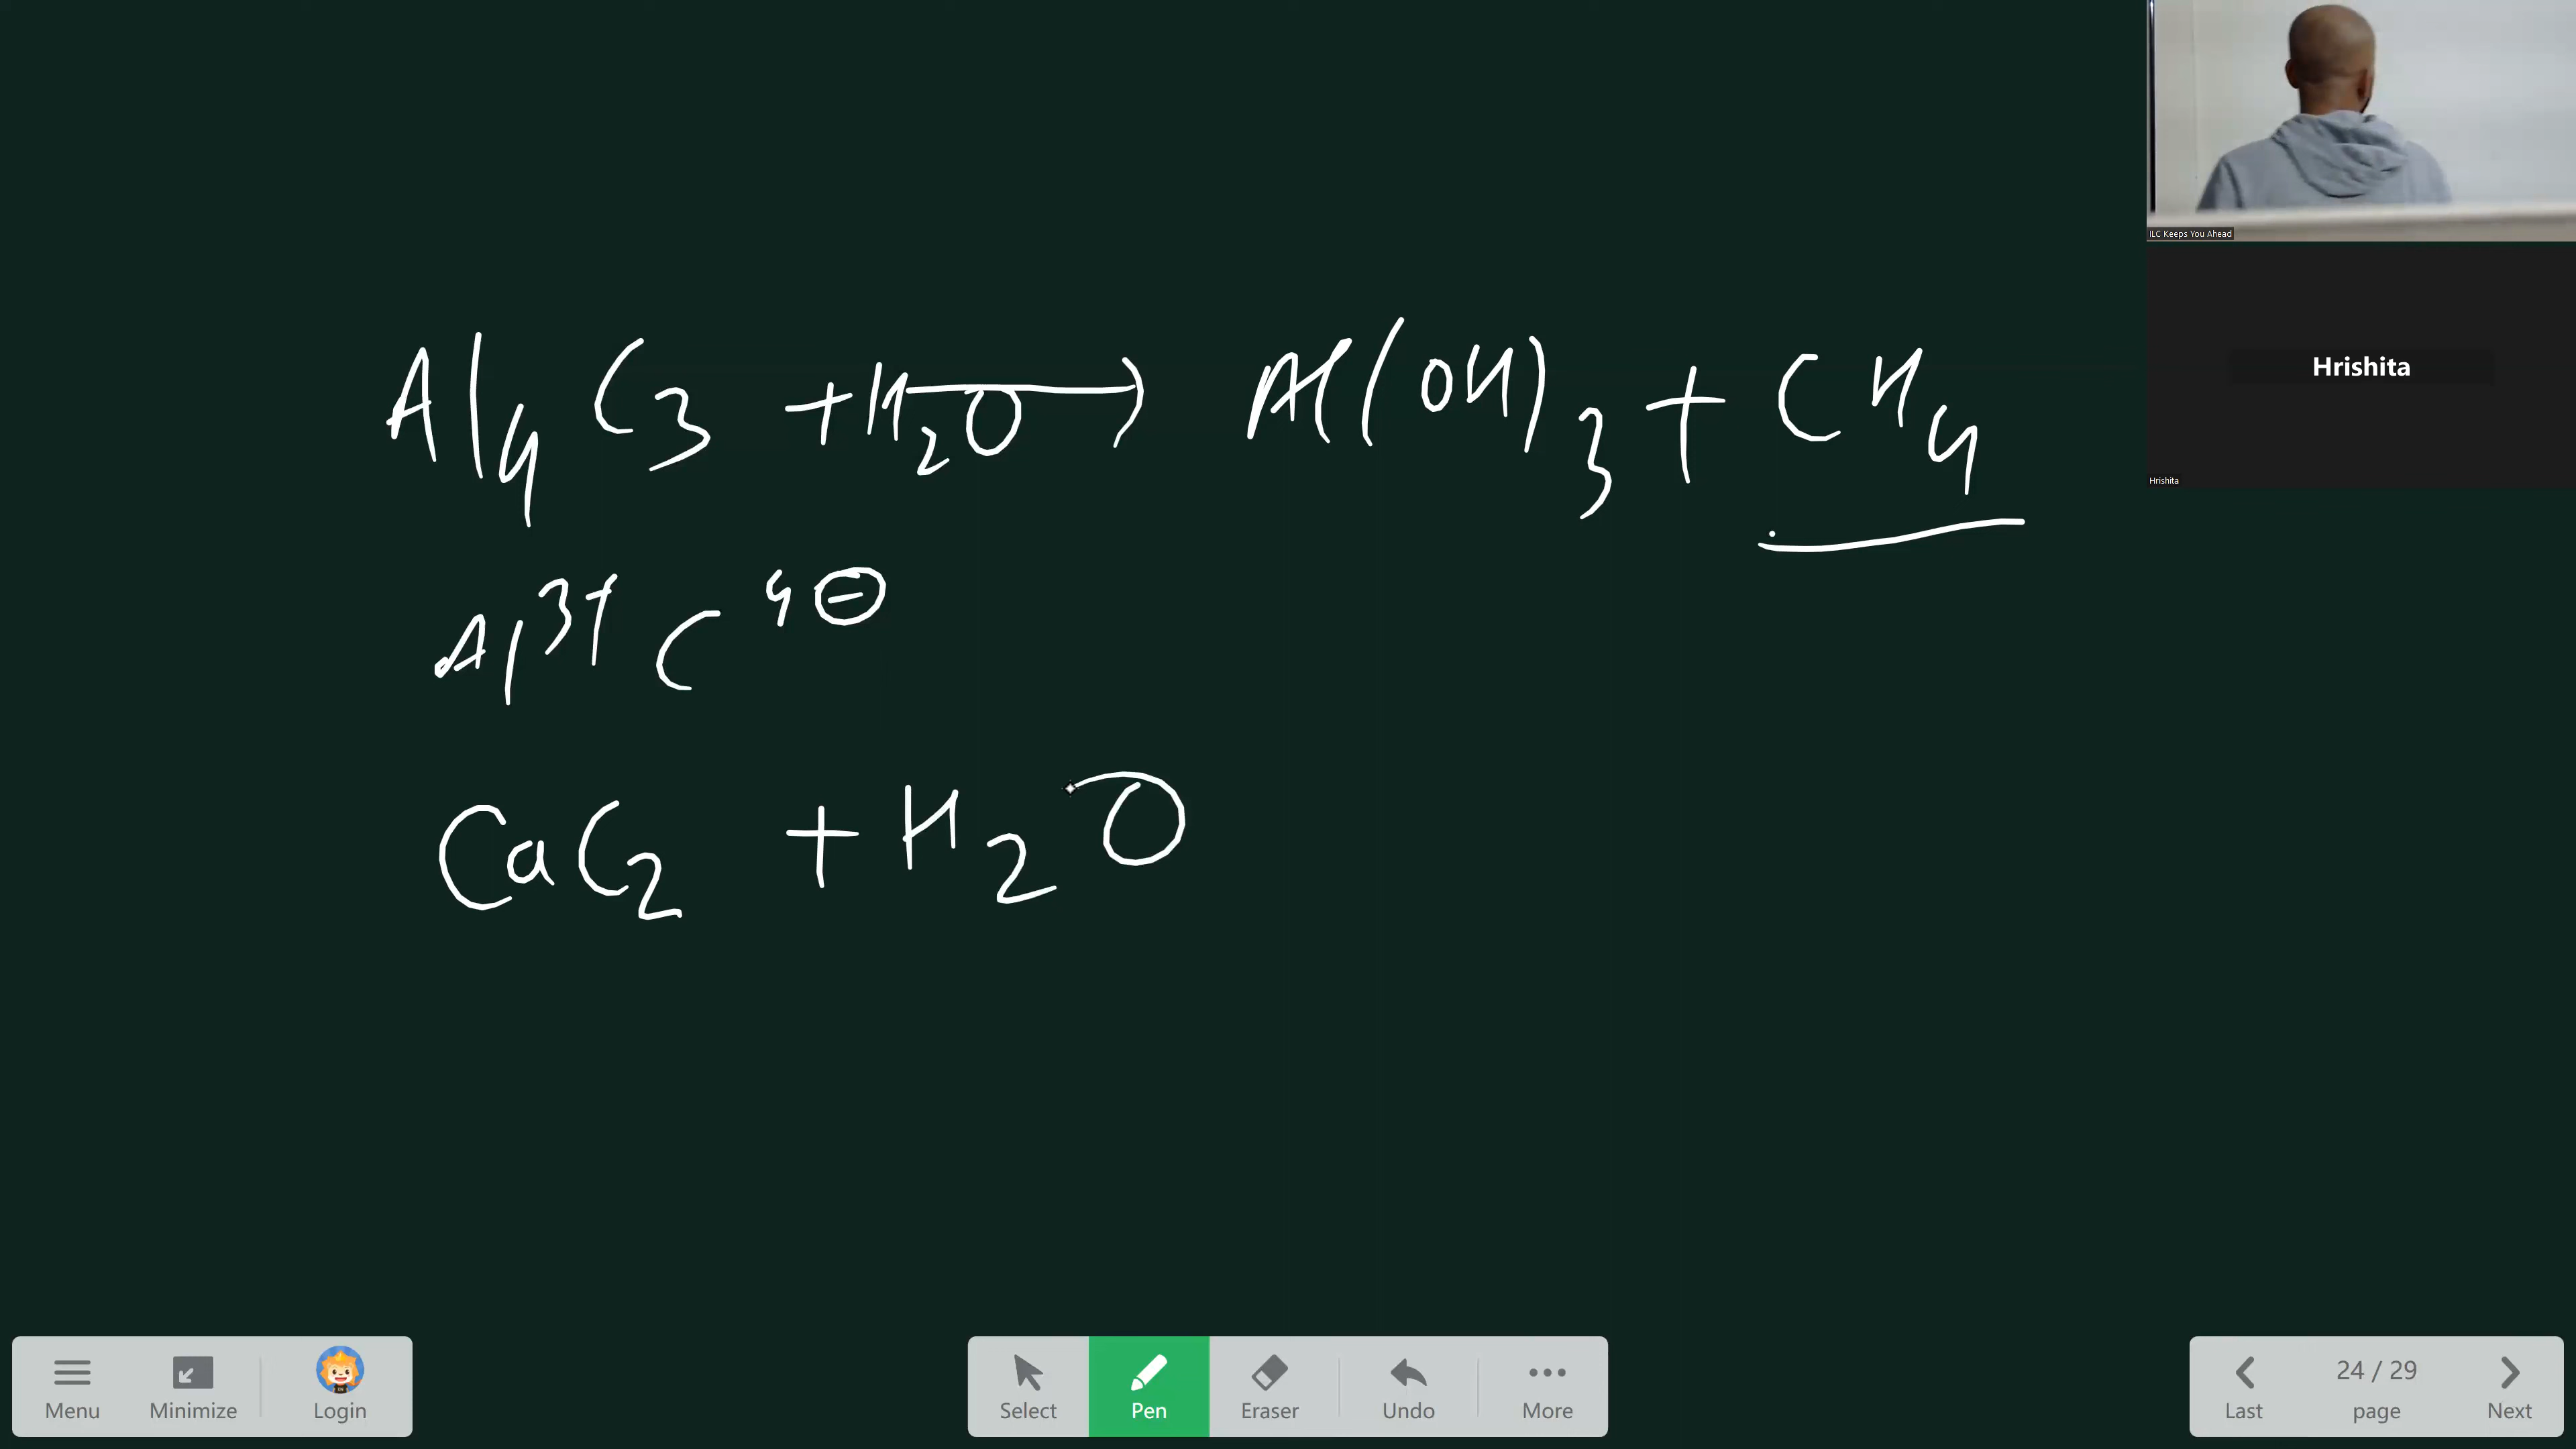 ILC Keeps You Ahead
Hrishita
Hrishita
Al₄C₃ + H₂O → Al(OH)₃ + CH₄
Al³⁺ C⁴⊖
CaC₂ + H₂O
Menu
Minimize
Login
Select
Pen
Eraser
Undo
More
Last
24 / 29
page
Next